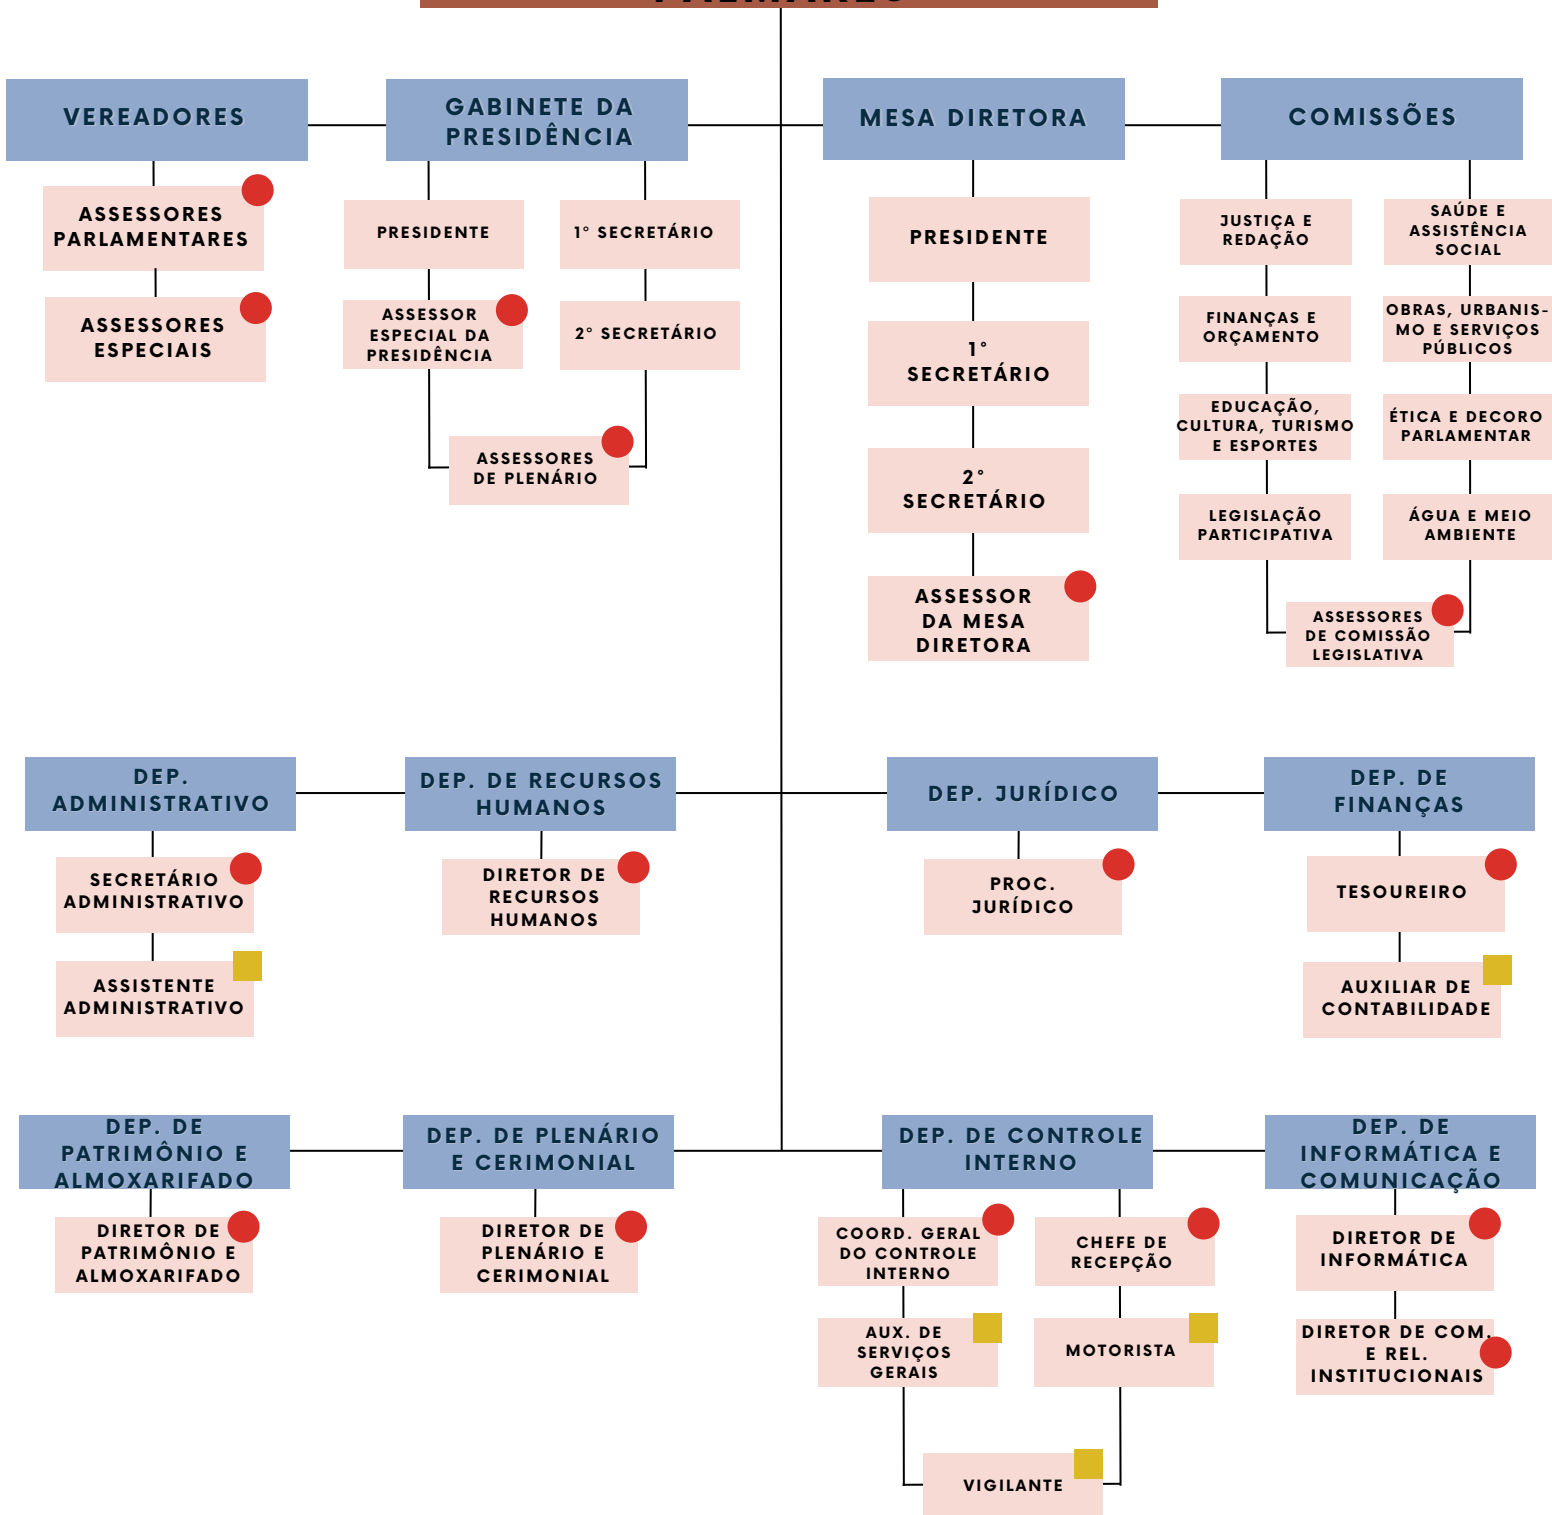 VEREADORES
GABINETE DA
PRESIDÊNCIA
MESA DIRETORA
COMISSÕES
ASSESSORES
PARLAMENTARES
ASSESSORES
ESPECIAIS
PRESIDENTE
ASSESSOR
ESPECIAL DA
PRESIDÊNCIA
1° SECRETÁRIO
2° SECRETÁRIO
ASSESSORES
DE PLENÁRIO
PRESIDENTE
1°
SECRETÁRIO
2°
SECRETÁRIO
ASSESSOR
DA MESA
DIRETORA
JUSTIÇA E
REDAÇÃO
FINANÇAS E
ORÇAMENTO
EDUCAÇÃO,
CULTURA, TURISMO
E ESPORTES
LEGISLAÇÃO
PARTICIPATIVA
SAÚDE E
ASSISTÊNCIA
SOCIAL
OBRAS, URBANIS-
MO E SERVIÇOS
PÚBLICOS
ÉTICA E DECORO
PARLAMENTAR
ÁGUA E MEIO
AMBIENTE
ASSESSORES
DE COMISSÃO
LEGISLATIVA
DEP.
ADMINISTRATIVO
DEP. DE RECURSOS
HUMANOS
DEP. JURÍDICO
DEP. DE
FINANÇAS
SECRETÁRIO
ADMINISTRATIVO
ASSISTENTE
ADMINISTRATIVO
DIRETOR DE
RECURSOS
HUMANOS
PROC.
JURÍDICO
TESOUREIRO
AUXILIAR DE
CONTABILIDADE
DEP. DE
PATRIMÔNIO E
ALMOXARIFADO
DEP. DE PLENÁRIO
E CERIMONIAL
DEP. DE CONTROLE
INTERNO
DEP. DE
INFORMÁTICA E
COMUNICAÇÃO
DIRETOR DE
PATRIMÔNIO E
ALMOXARIFADO
DIRETOR DE
PLENÁRIO E
CERIMONIAL
COORD. GERAL
DO CONTROLE
INTERNO
AUX. DE
SERVIÇOS
GERAIS
CHEFE DE
RECEPÇÃO
MOTORISTA
VIGILANTE
DIRETOR DE
INFORMÁTICA
DIRETOR DE COM.
E REL.
INSTITUCIONAIS